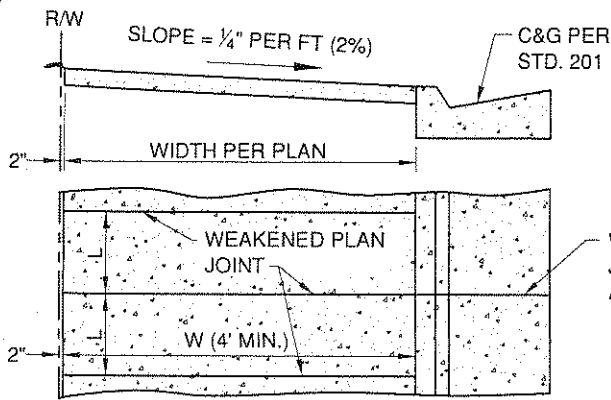 R/W
SLOPE = ¼" PER FT (2%)
C&G PER
STD. 201
2"
WIDTH PER PLAN
WEAKENED PLAN
JOINT
L
L
W (4' MIN.)
2"